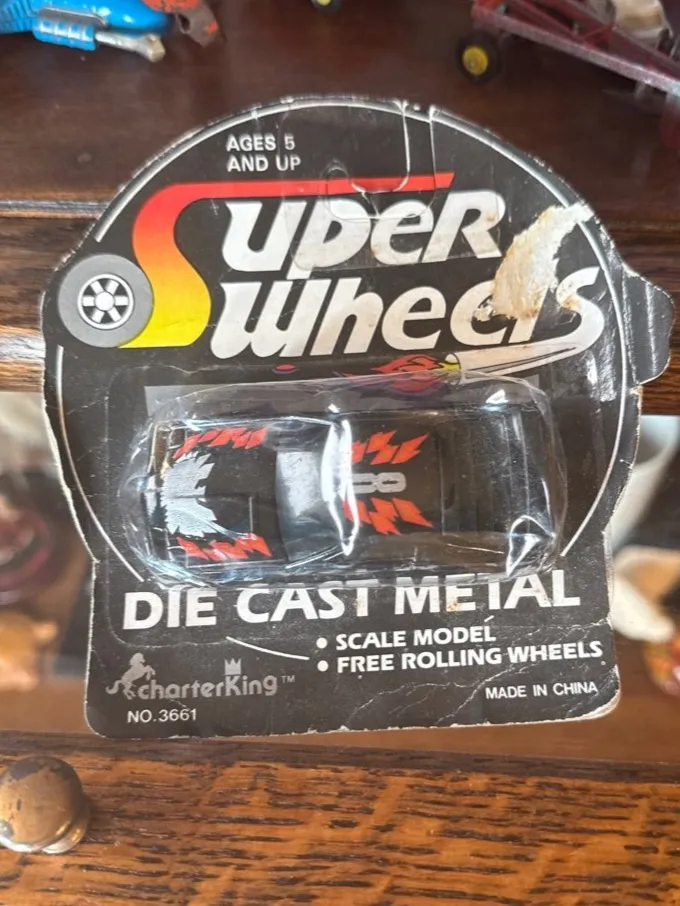 AGES 5
AND UP
SUPER
Wheels
8
DIE CAST METAL
• SCALE MODEL
• FREE ROLLING WHEELS
charterKing™
MADE IN CHINA
NO.3661